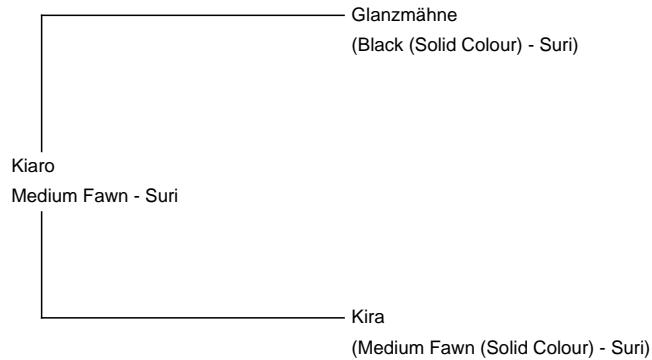 Glanzmähne
(Black (Solid Colour) - Suri)
Kiaro
Medium Fawn - Suri
Kira
(Medium Fawn (Solid Colour) - Suri)